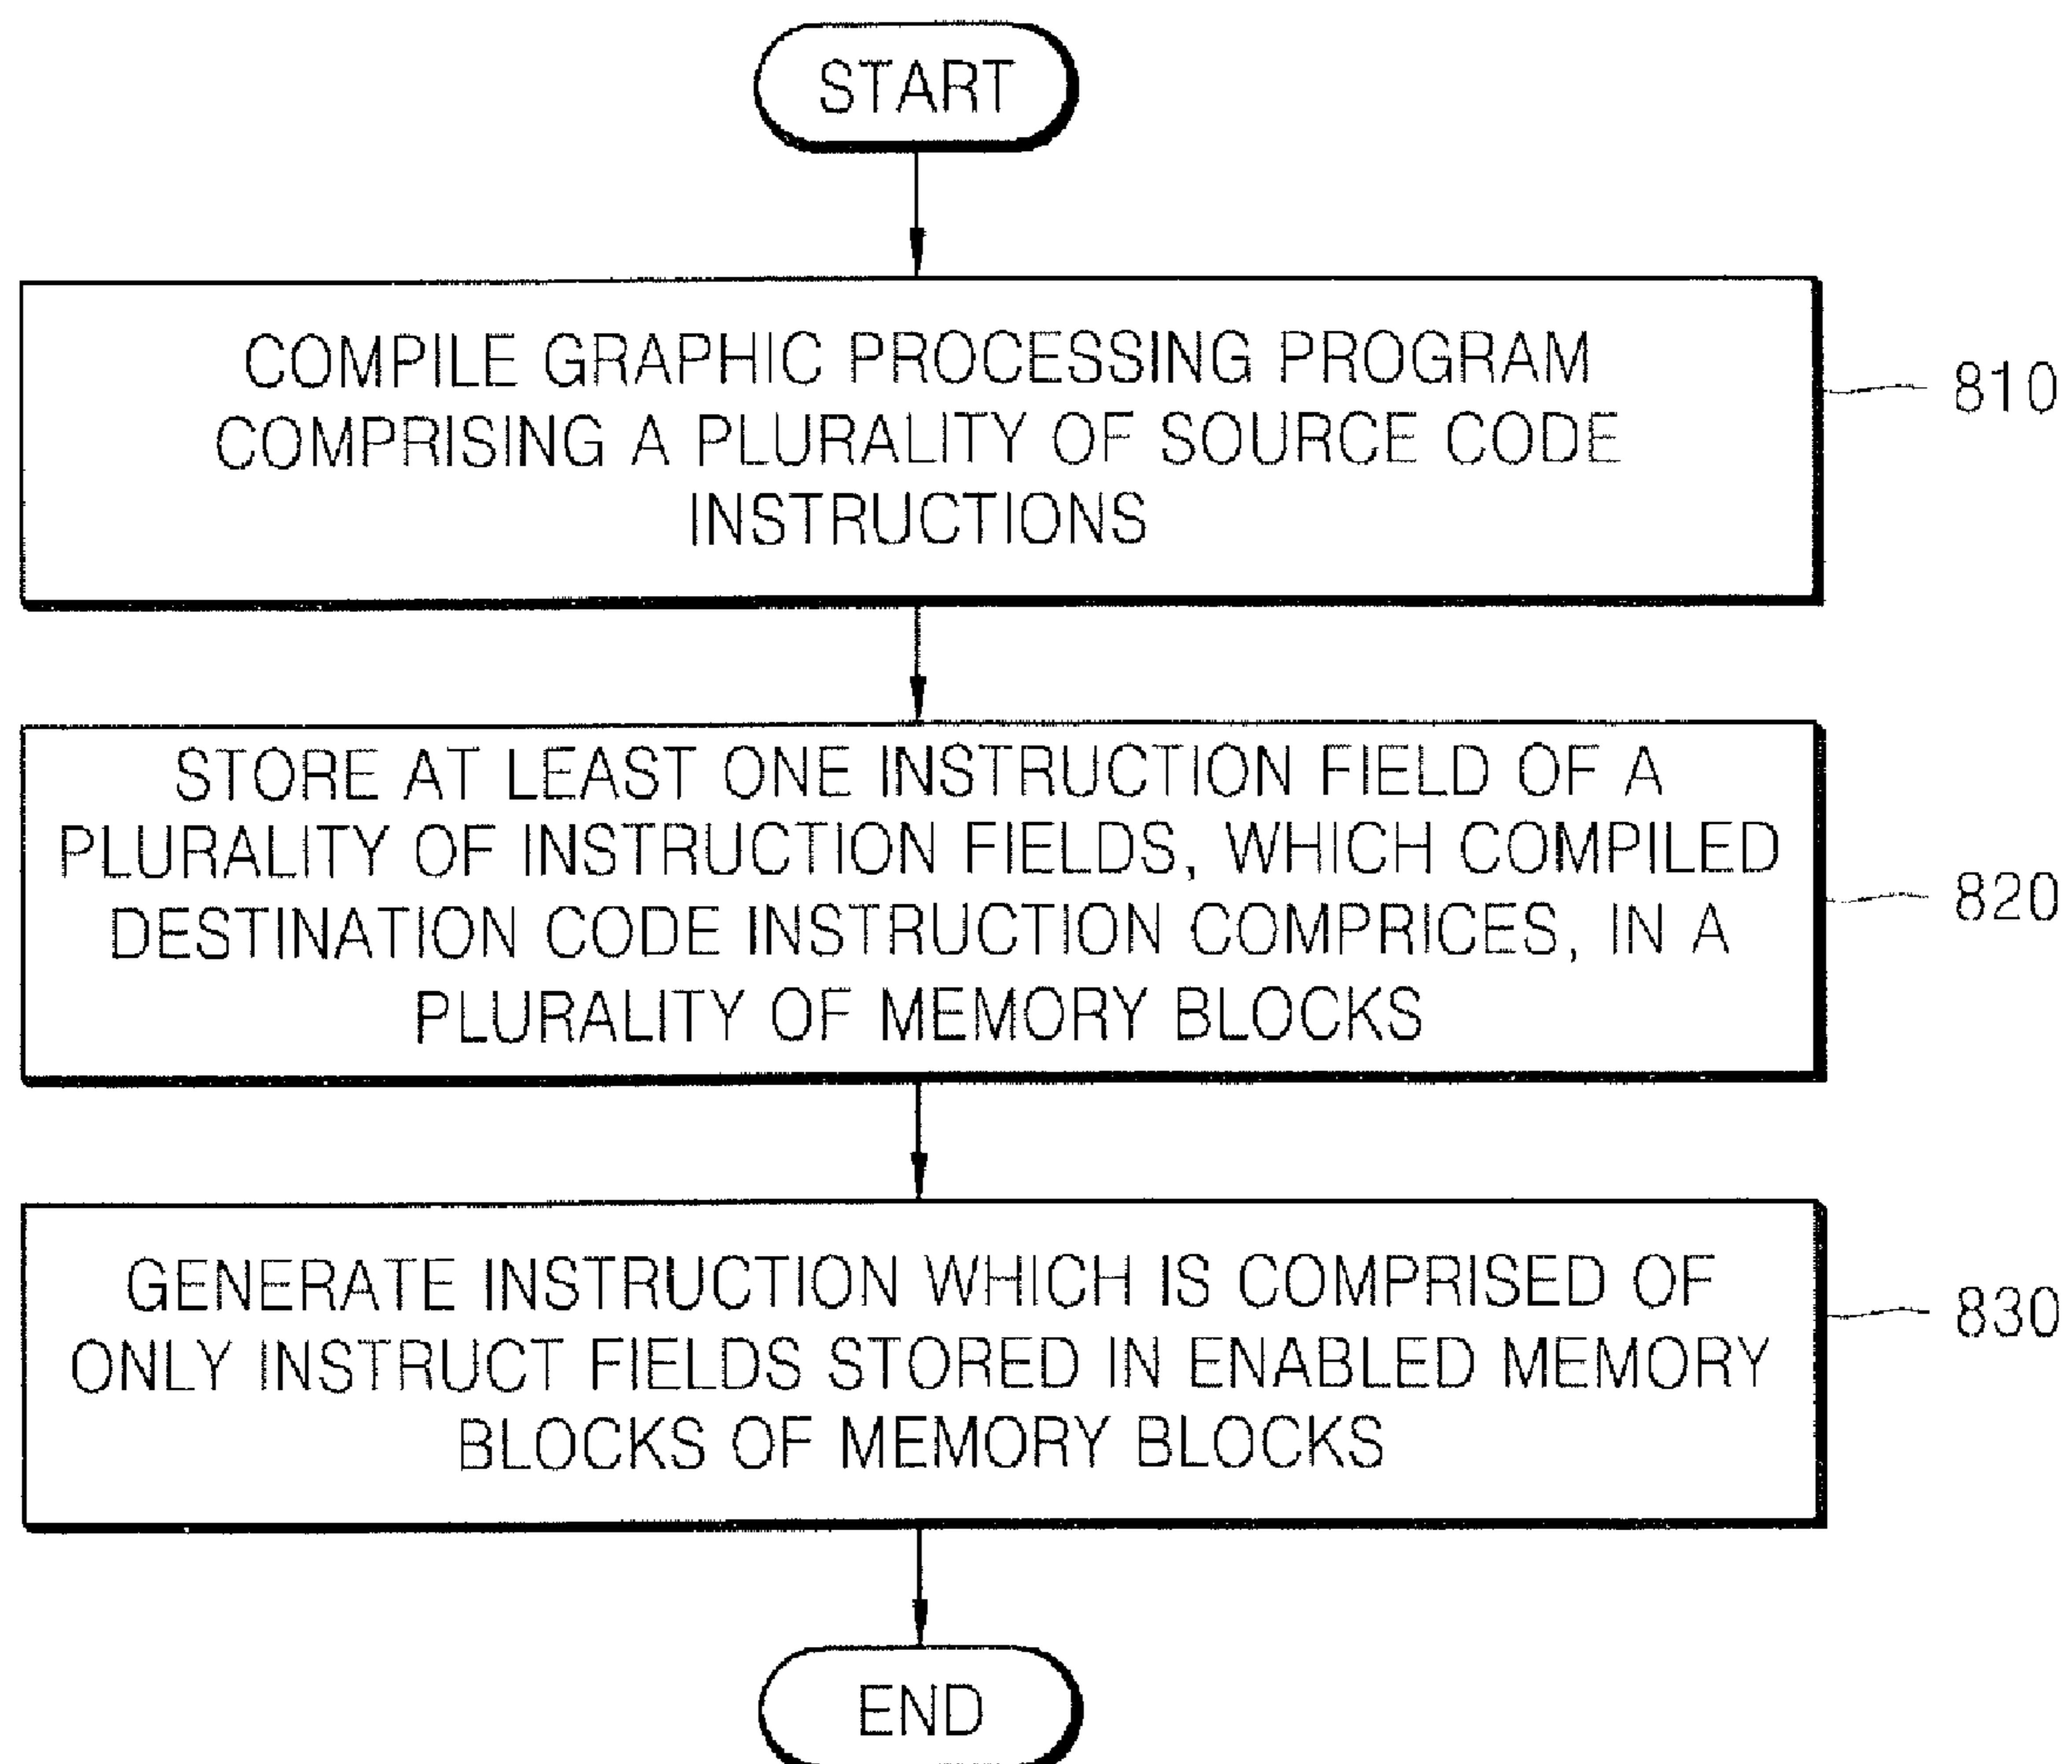 START
COMPILE GRAPHIC PROCESSING PROGRAM
COMPRISING A PLURALITY OF SOURCE CODE
INSTRUCTIONS
810
STORE AT LEAST ONE INSTRUCTION FIELD OF A
PLURALITY OF INSTRUCTION FIELDS, WHICH COMPILED
DESTINATION CODE INSTRUCTION COMPRICES, IN A
PLURALITY OF MEMORY BLOCKS
820
GENERATE INSTRUCTION WHICH IS COMPRISED OF
ONLY INSTRUCT FIELDS STORED IN ENABLED MEMORY
BLOCKS OF MEMORY BLOCKS
830
END